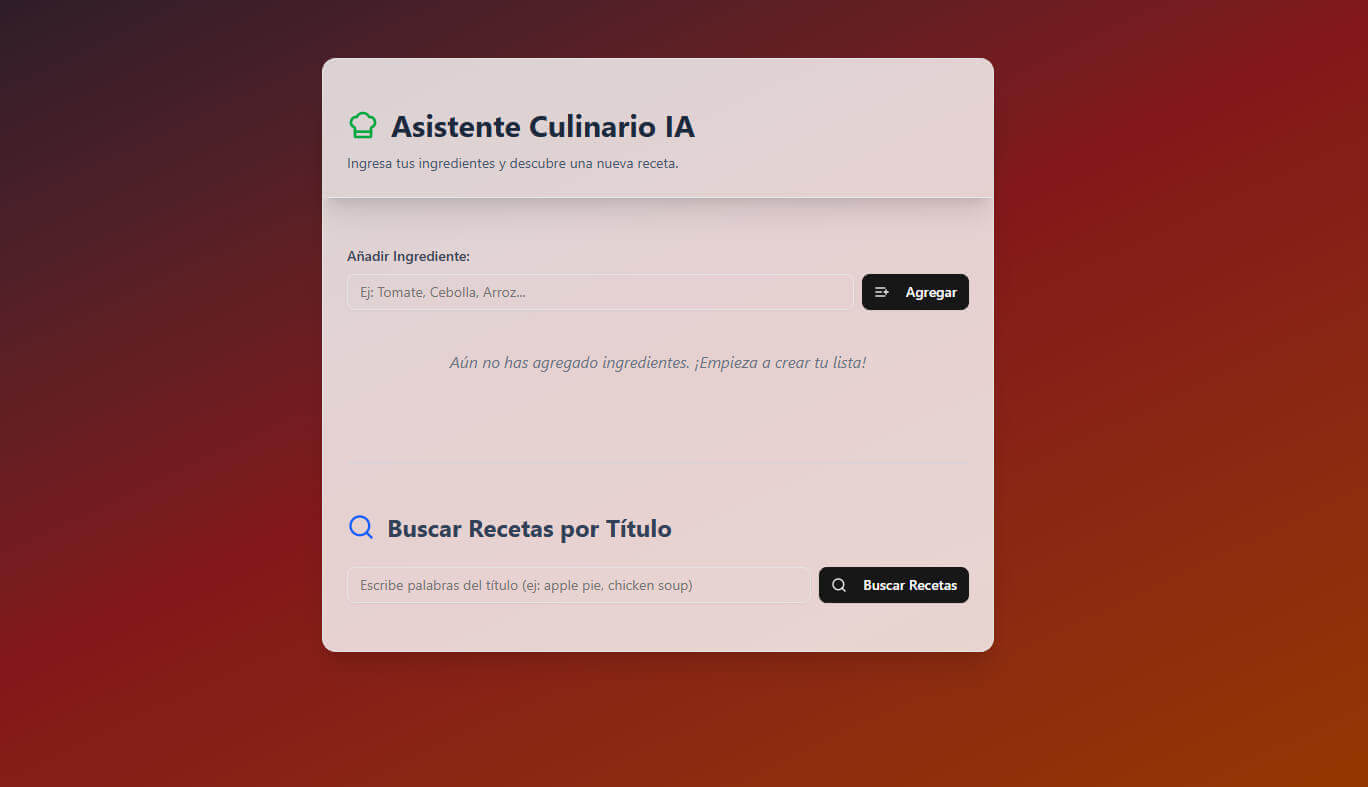 Asistente Culinario IA
Ingresa tus ingredientes y descubre una nueva receta.
Añadir Ingrediente:
Ej: Tomate, Cebolla, Arroz...
Agregar
Aún no has agregado ingredientes. ¡Empieza a crear tu lista!
Buscar Recetas por Título
Escribe palabras del título (ej: apple pie, chicken soup)
Buscar Recetas